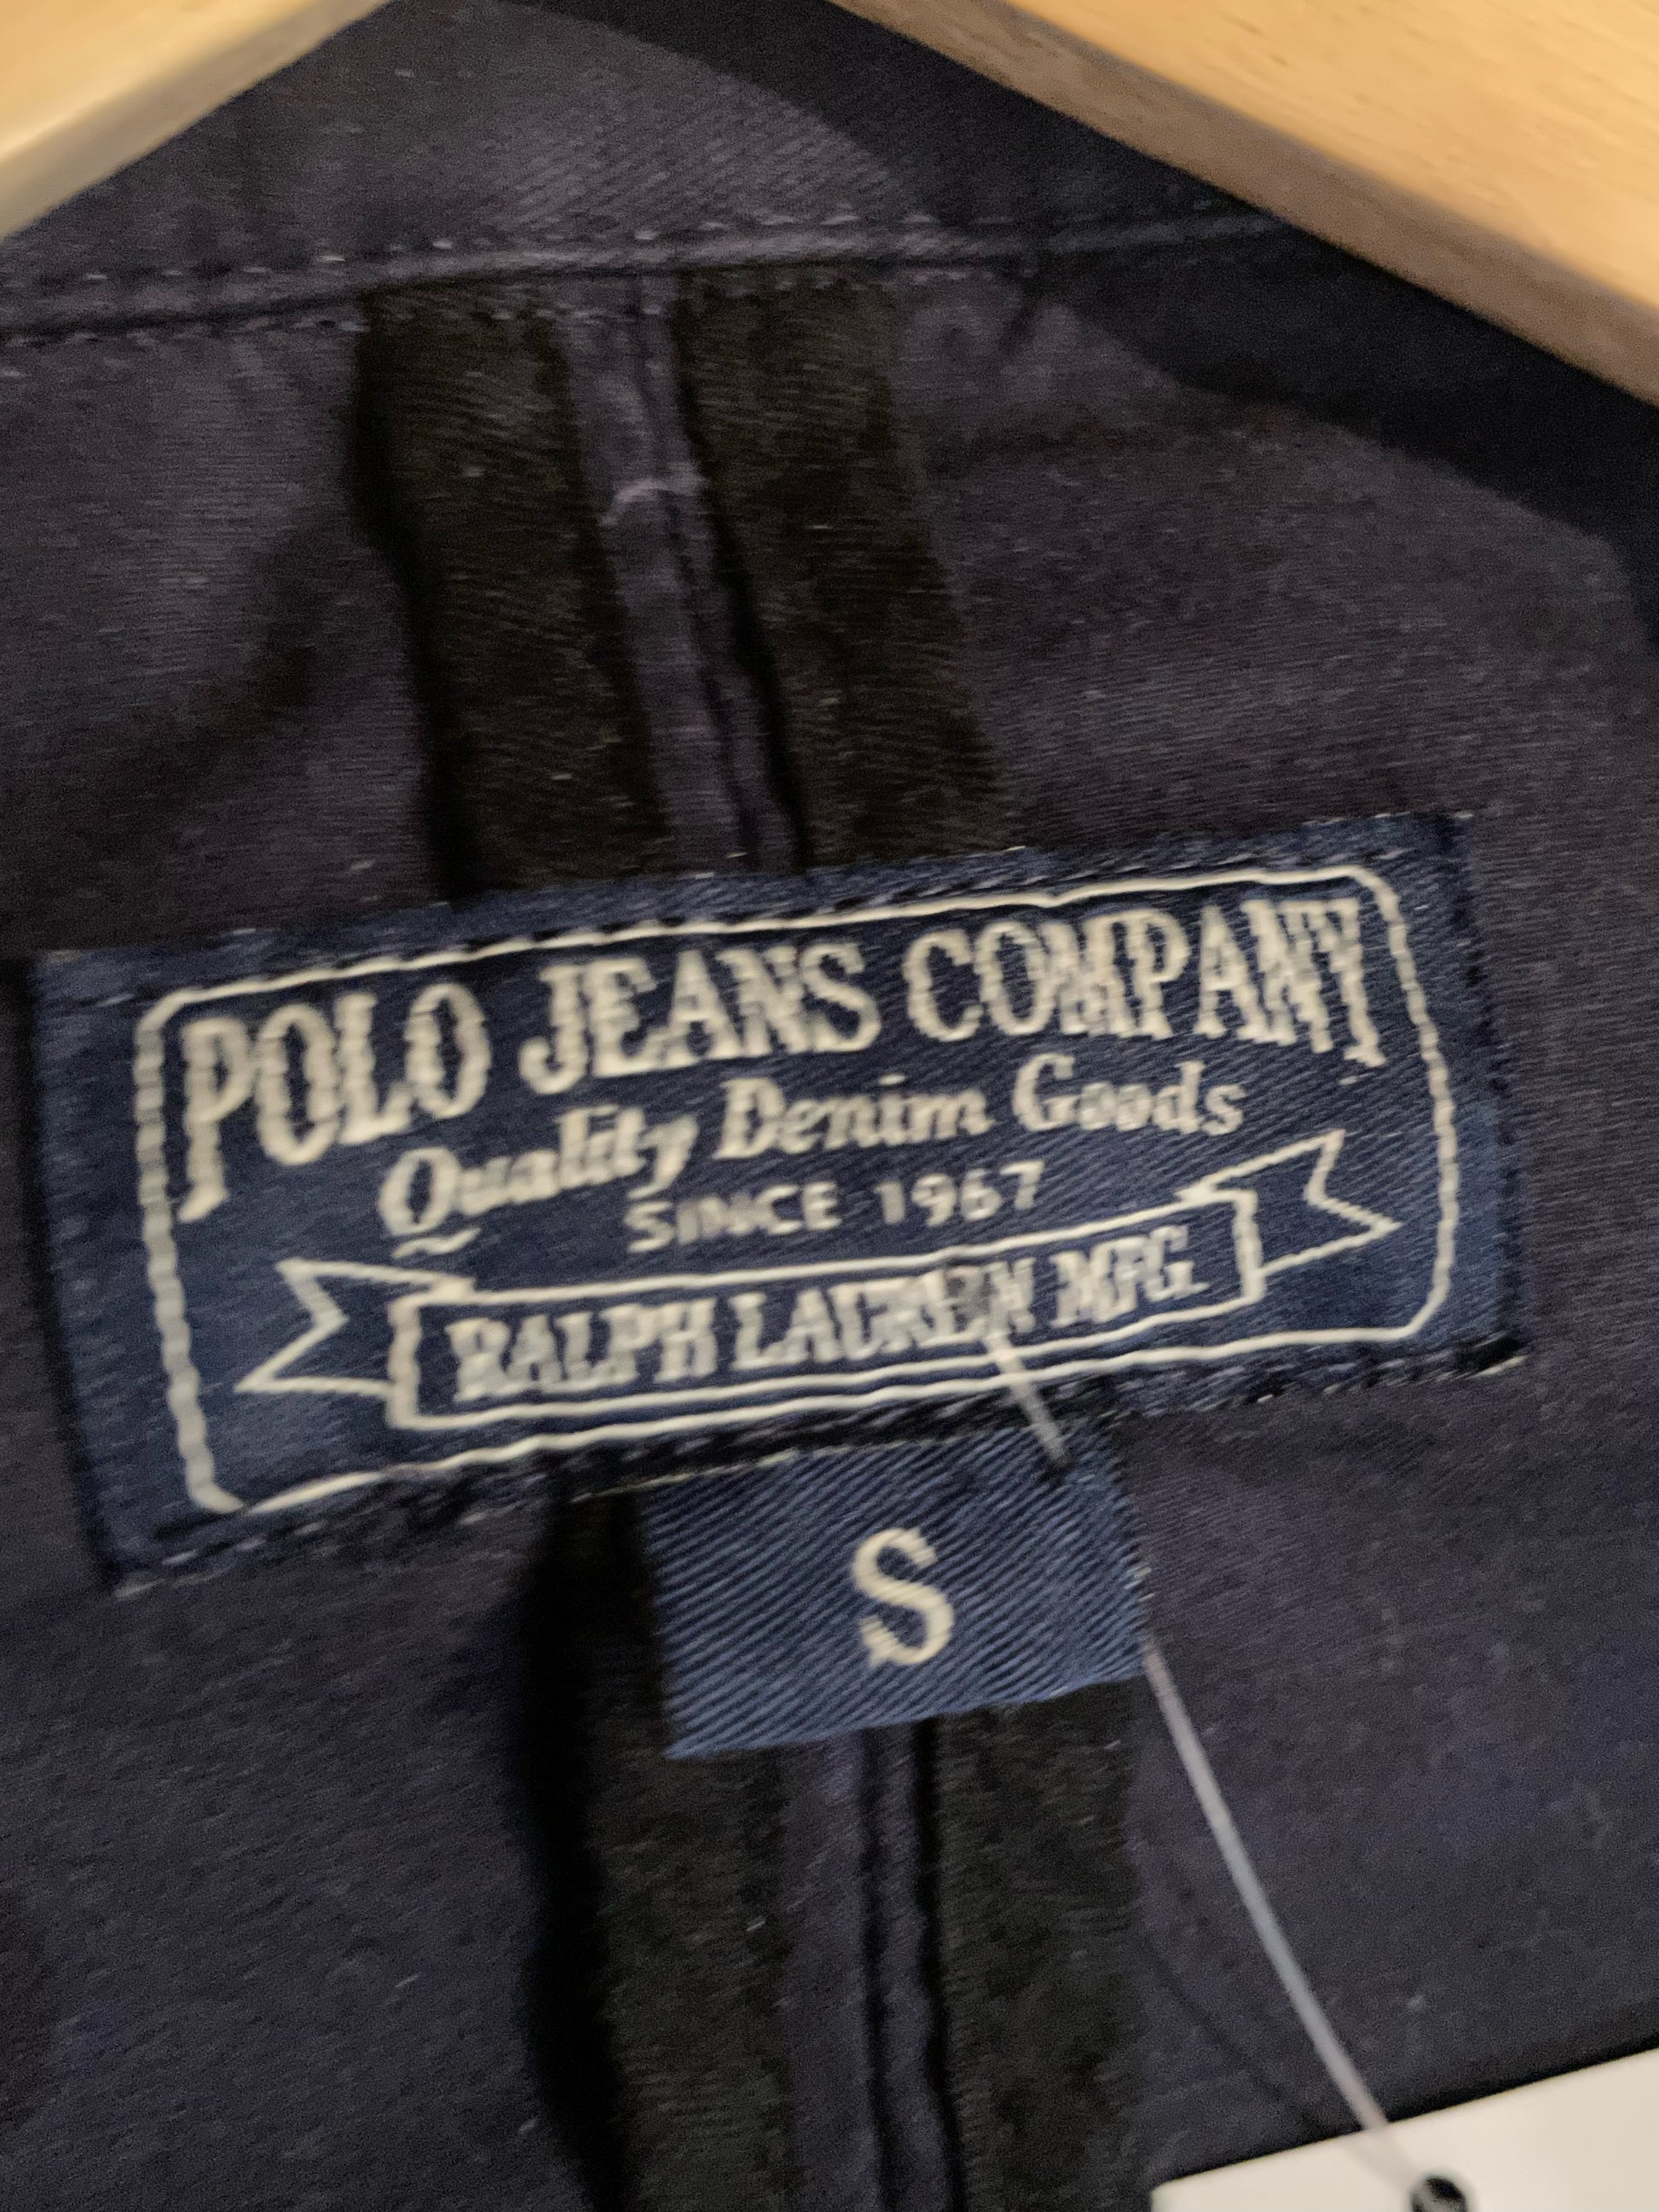 POLO JEANS COMPANY
Quality Denim Goods
SINCE 1967
RALPH LAUREN MFG.
S